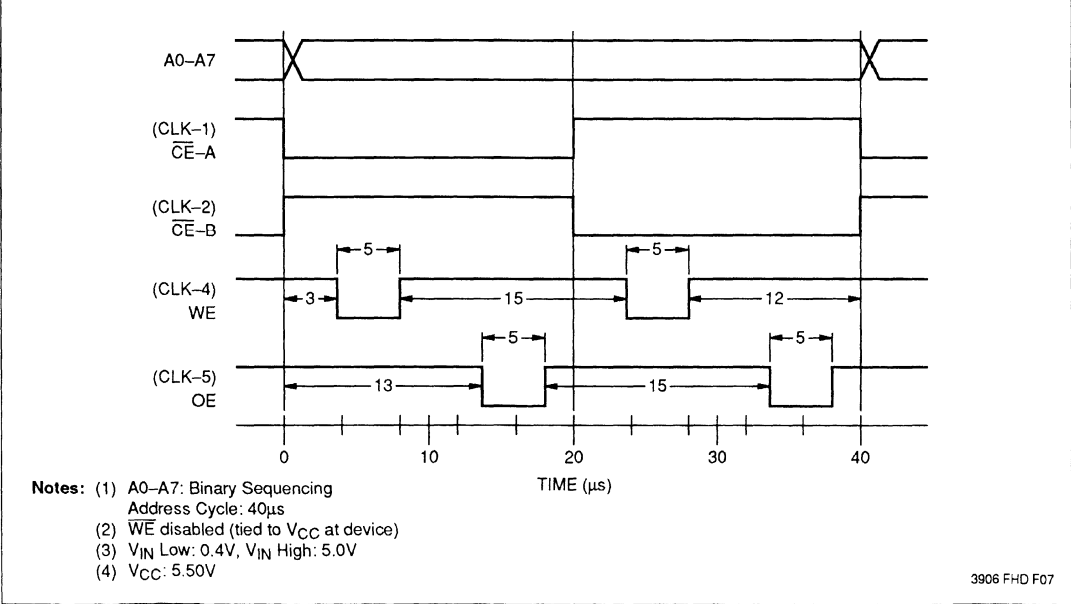 A0–A7
(CLK–1)
C̅E̅–A
(CLK–2)
C̅E̅–B
5
5
(CLK–4)
3
15
12
WE
5
5
(CLK–5)
13
15
OE
0
10
20
30
40
TIME (µs)
Notes: (1) A0–A7: Binary Sequencing
Address Cycle: 40µs
(2) W̅E̅ disabled (tied to VCC at device)
(3) VIN Low: 0.4V, VIN High: 5.0V
(4) VCC: 5.50V
3906 FHD F07